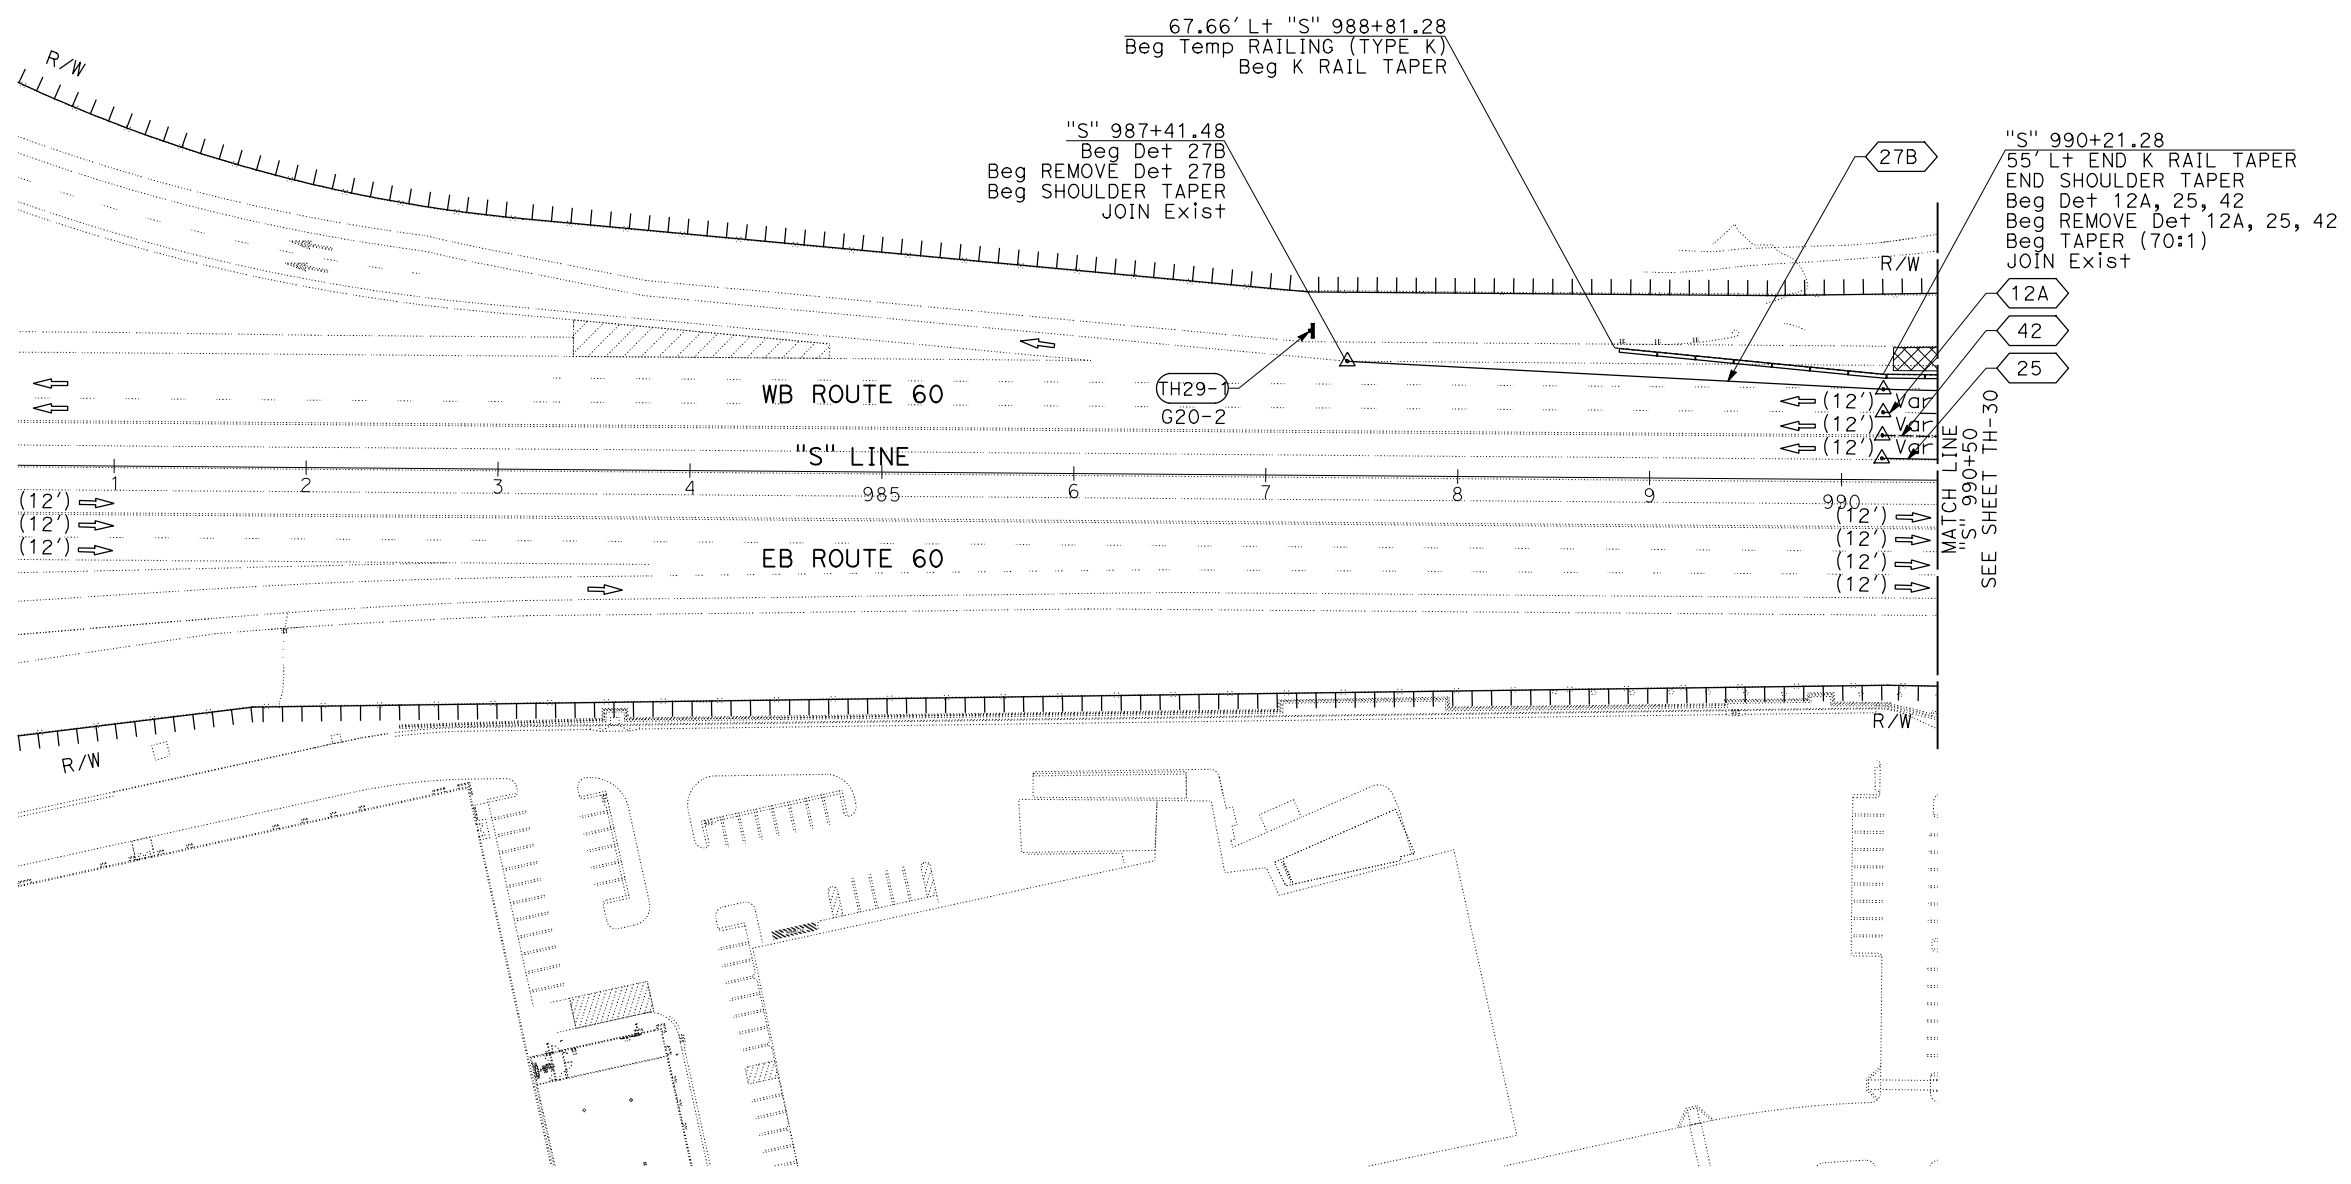 67.66' Lt "S" 988+81.28
Beg Temp RAILING (TYPE K)
Beg K RAIL TAPER
R/W
"S" 987+41.48
Beg Det 27B
Beg REMOVE Det 27B
Beg SHOULDER TAPER
JOIN Exist
27B
"S" 990+21.28
55' Lt END K RAIL TAPER
END SHOULDER TAPER
Beg Det 12A, 25, 42
Beg REMOVE Det 12A, 25, 42
Beg TAPER (70:1)
JOIN Exist
R/W
12A
42
25
TH29-1
G20-2
WB ROUTE 60
(12') Var
(12') Var
(12') Var
"S" LINE
1 2 3 4 985 6 7 8 9 990
(12')
(12')
(12')
EB ROUTE 60
(12')
(12')
(12')
(12')
MATCH LINE
"S" 990+50
SEE SHEET TH-30
R/W
R/W